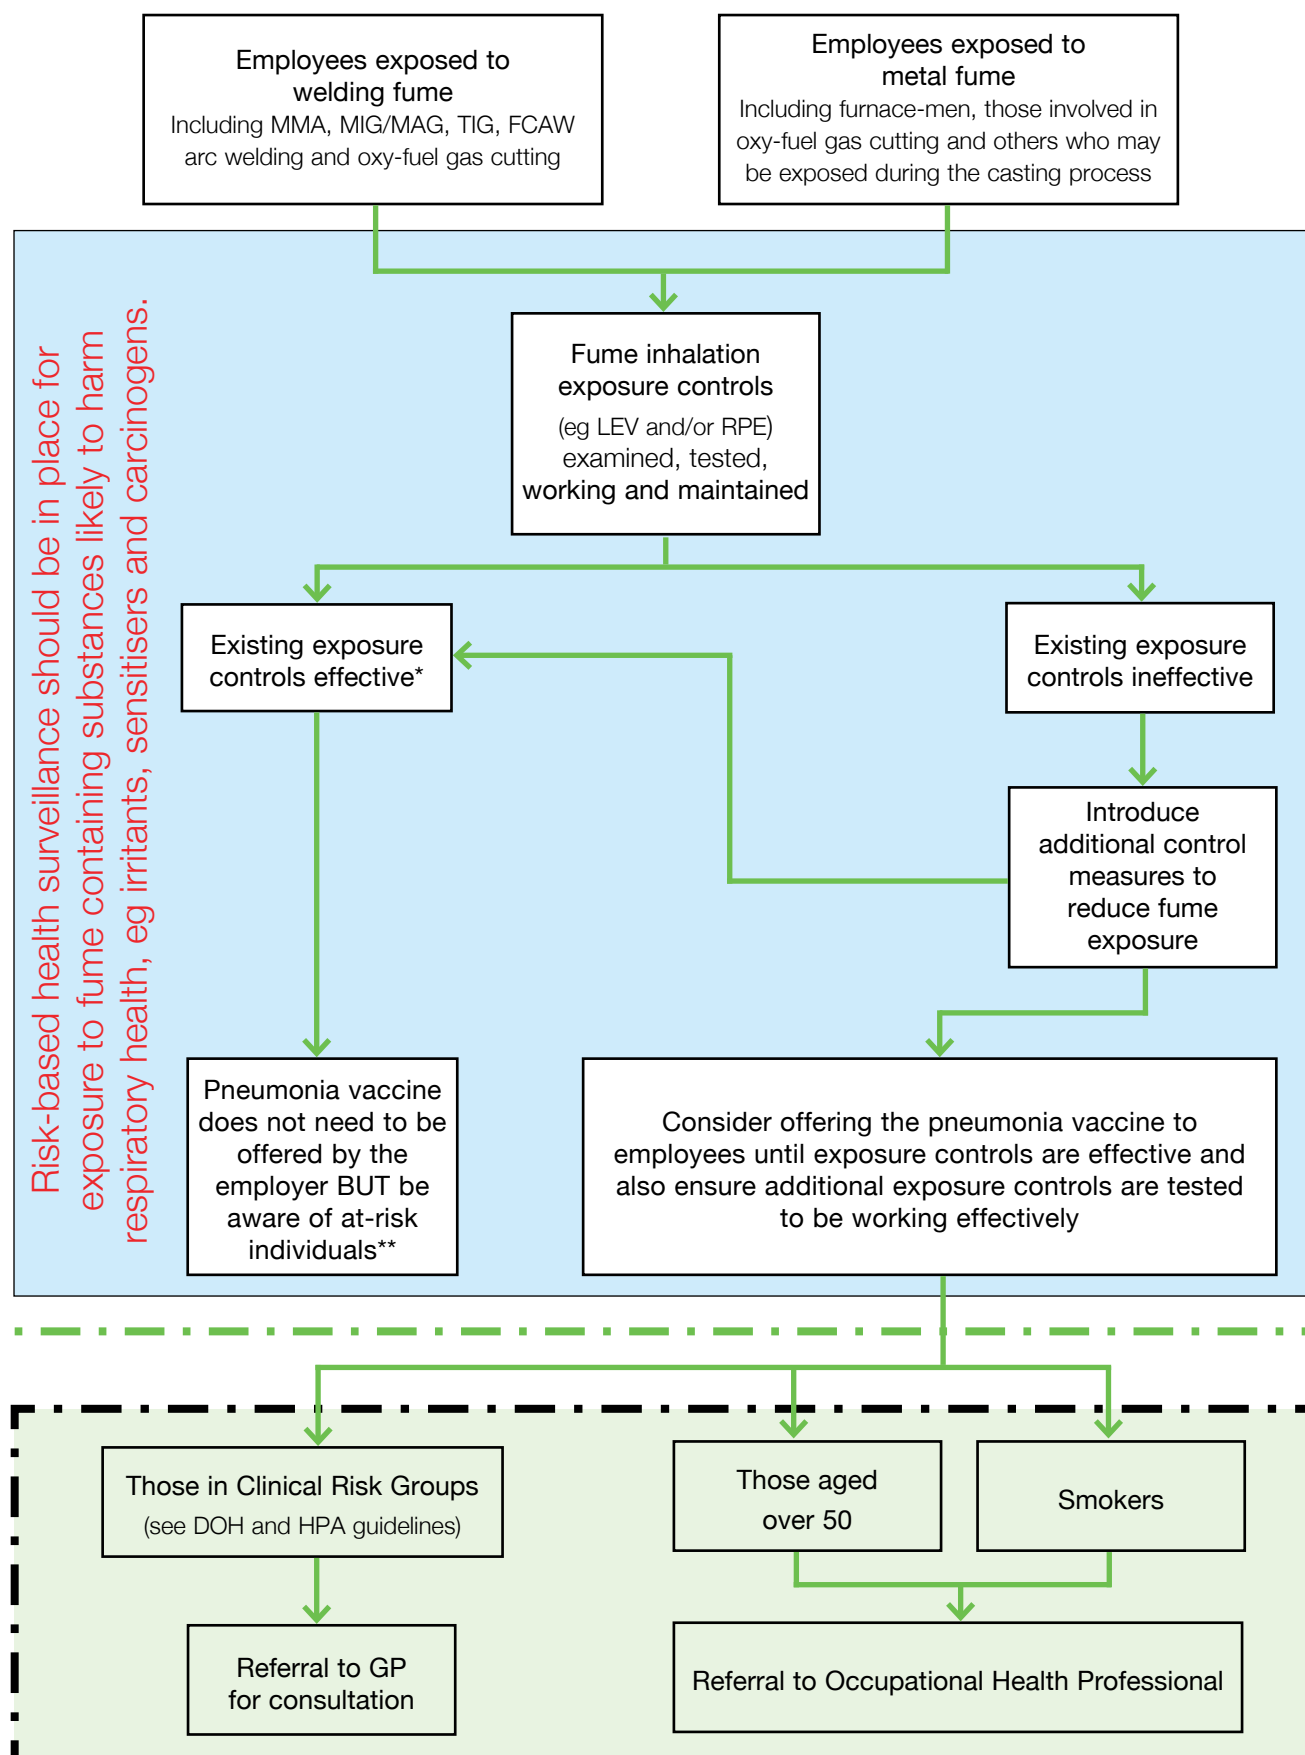 Employees exposed to
welding fume
Including MMA, MIG/MAG, TIG, FCAW
arc welding and oxy-fuel gas cutting
Employees exposed to
metal fume
Including furnace-men, those involved in
oxy-fuel gas cutting and others who may
be exposed during the casting process
Risk-based health surveillance should be in place for
exposure to fume containing substances likely to harm
respiratory health, eg irritants, sensitisers and carcinogens.
Fume inhalation
exposure controls
(eg LEV and/or RPE)
examined, tested,
working and maintained
Existing exposure
controls effective*
Existing exposure
controls ineffective
Introduce
additional control
measures to
reduce fume
exposure
Pneumonia vaccine
does not need to be
offered by the
employer BUT be
aware of at-risk
individuals**
Consider offering the pneumonia vaccine to
employees until exposure controls are effective and
also ensure additional exposure controls are tested
to be working effectively
Those in Clinical Risk Groups
(see DOH and HPA guidelines)
Those aged
over 50
Smokers
Referral to GP
for consultation
Referral to Occupational Health Professional